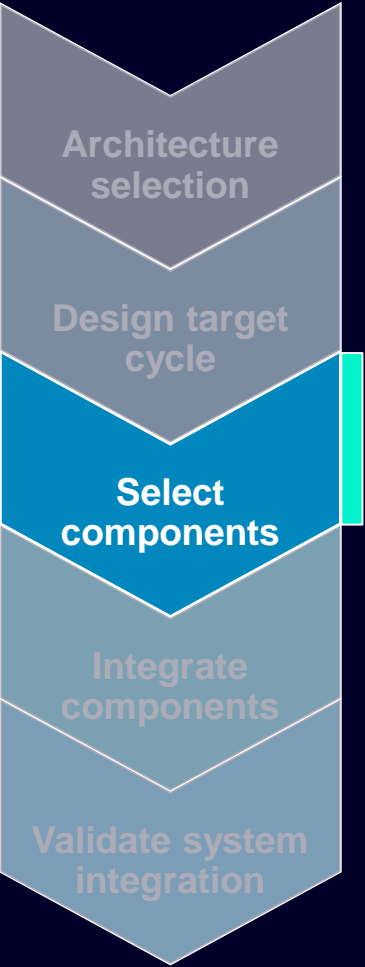 Architecture
selection
Design target
cycle
Select
components
Integrate
components
Validate system
integration